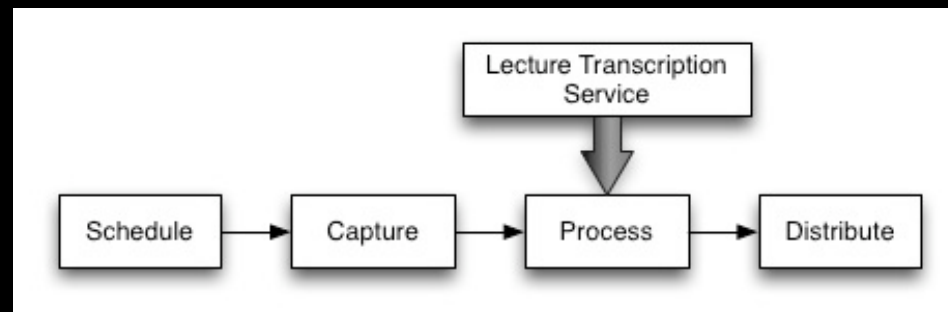 Lecture Transcription
Service
Schedule
Capture
Process
Distribute